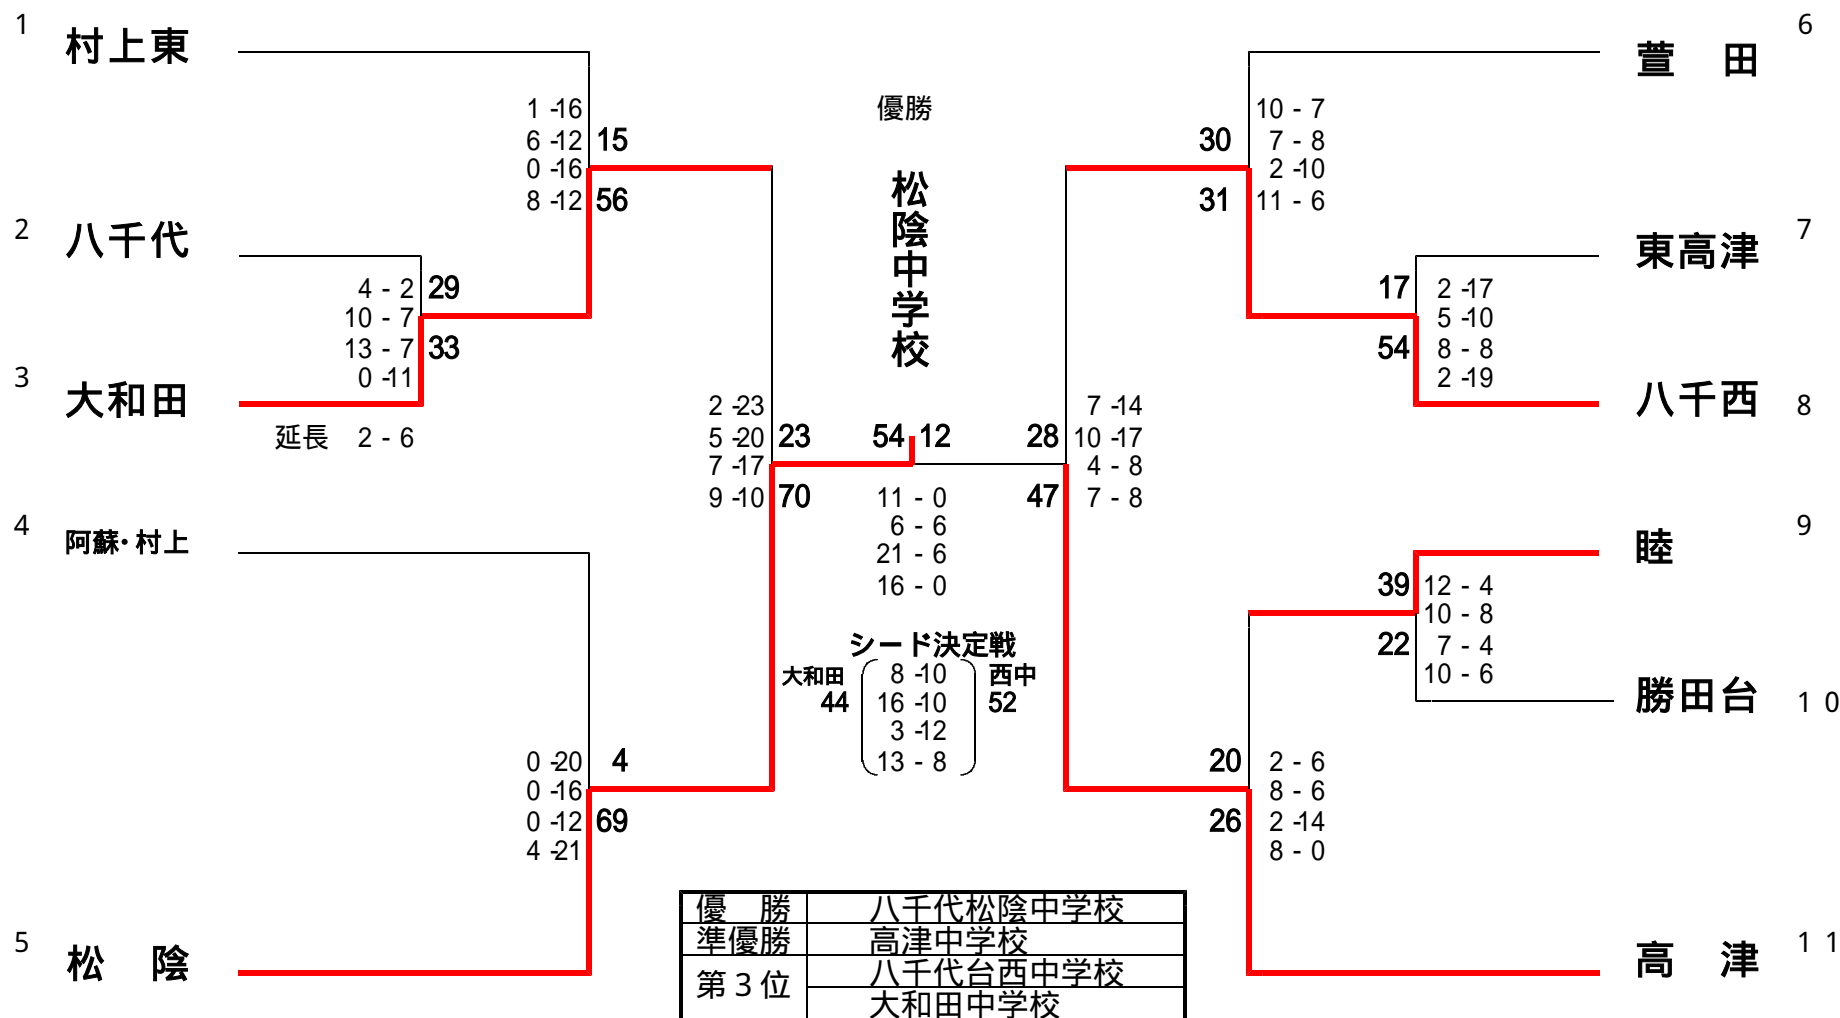 1
村上東
6
萱　田
優勝
松陰中学校
1 -16
6 -12
0 -16
8 -12
15
56
30
31
10 - 7
7 - 8
2 -10
11 - 6
2
八千代
7
東高津
4 - 2
10 - 7
13 - 7
0 -11
29
33
17
54
2 -17
5 -10
8 - 8
2 -19
3
大和田
延長　2 - 6
八千西
8
2 -23
5 -20
7 -17
9 -10
23
70
54
12
28
47
7 -14
10 -17
4 - 8
7 - 8
11 - 0
6 - 6
21 - 6
16 - 0
4
阿蘇・村上
9
睦
39
22
12 - 4
10 - 8
7 - 4
10 - 6
勝田台
10
シード決定戦
大和田
44
8 -10
16 -10
3 -12
13 - 8
西中
52
0 -20
0 -16
0 -12
4 -21
4
69
20
26
2 - 6
8 - 6
2 -14
8 - 0
5
松　陰
高　津
11
優　勝　八千代松陰中学校
準優勝　高津中学校
第３位　八千代台西中学校
大和田中学校